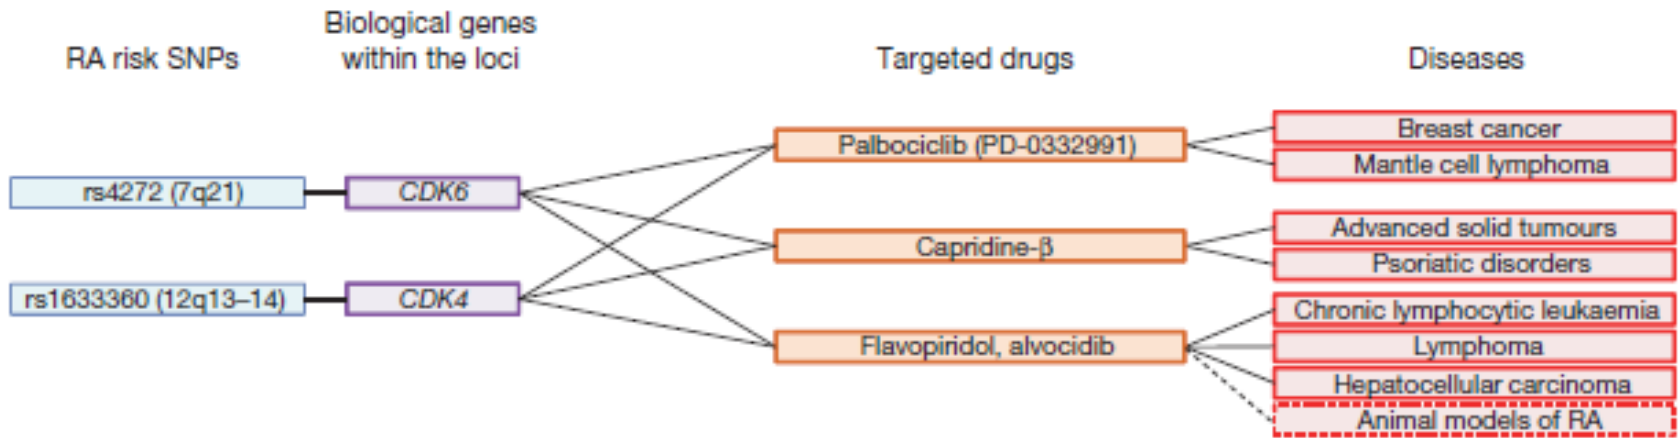 RA risk SNPs
Biological genes
within the loci
Targeted drugs
Diseases
rs4272 (7q21)
CDK6
rs1633360 (12q13–14)
CDK4
Palbociclib (PD-0332991)
Capridine-β
Flavopiridol, alvocidib
Breast cancer
Mantle cell lymphoma
Advanced solid tumours
Psoriatic disorders
Chronic lymphocytic leukaemia
Lymphoma
Hepatocellular carcinoma
Animal models of RA